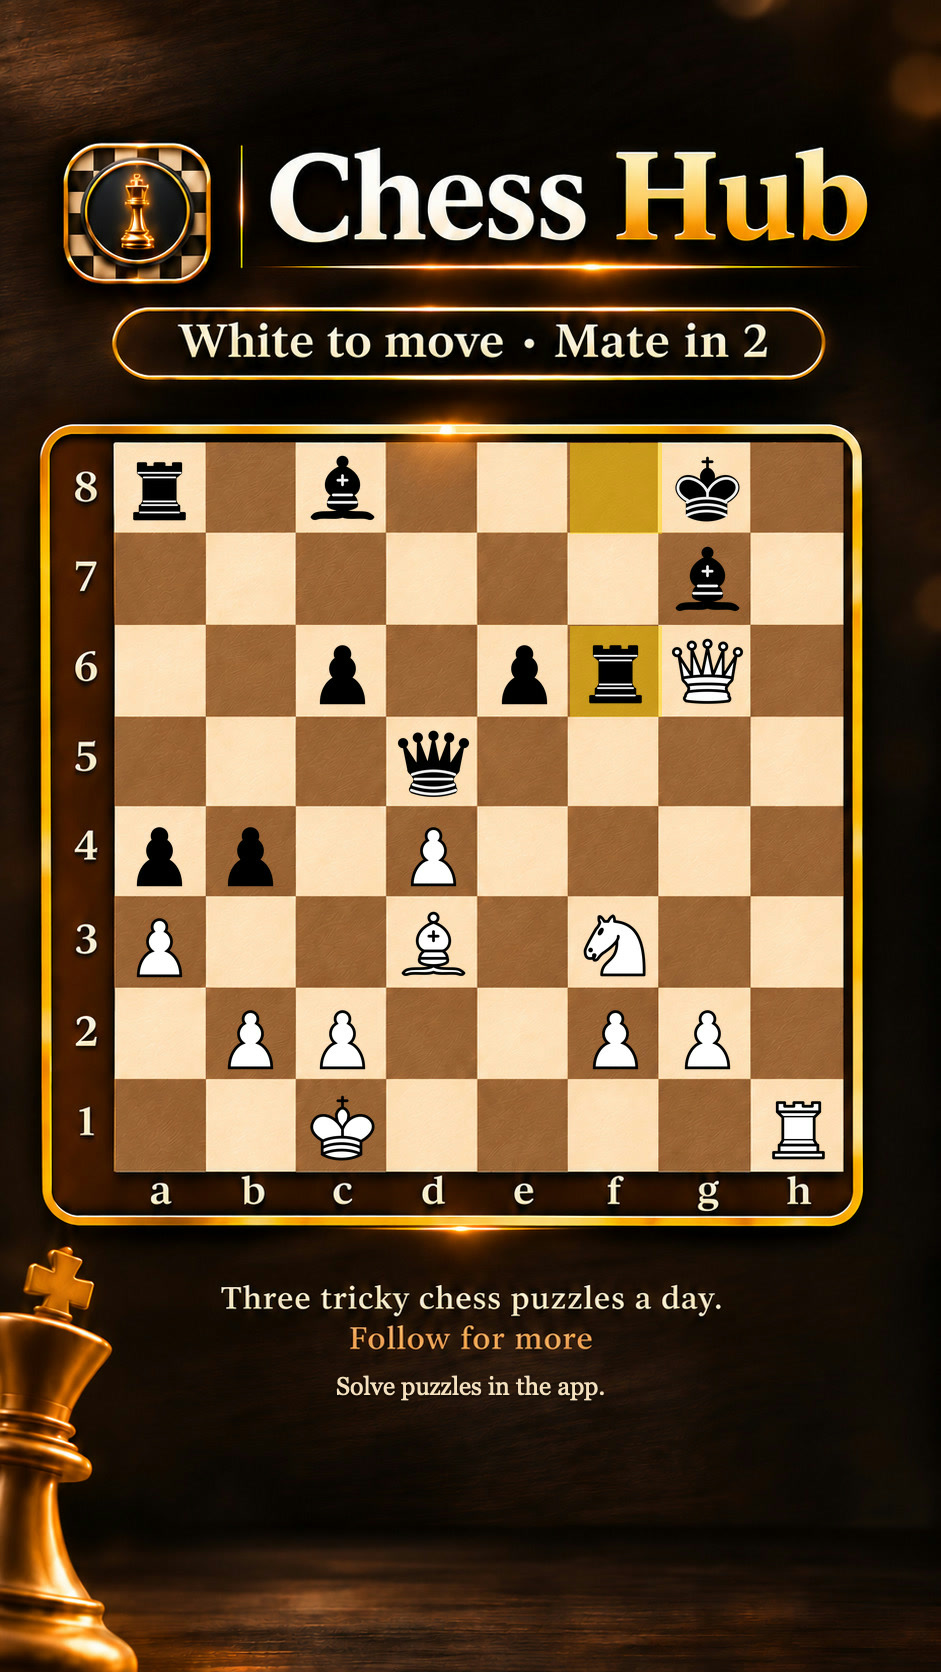 Chess Hub
White to move · Mate in 2
8
7
6
5
4
3
2
1
a b c d e f g h
Three tricky chess puzzles a day.
Follow for more
Solve puzzles in the app.